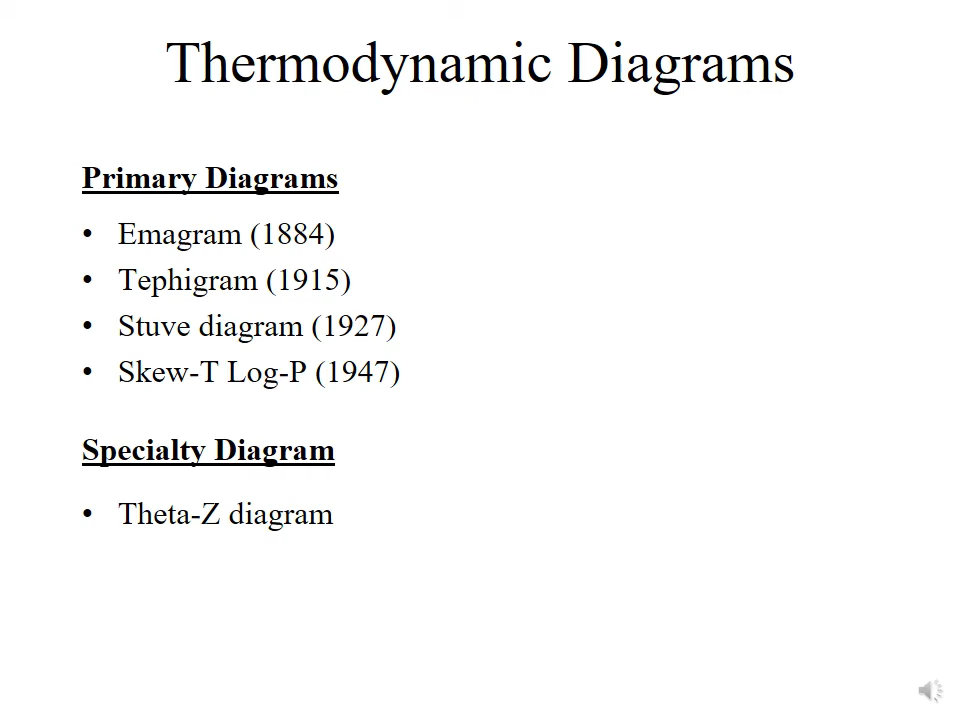 Thermodynamic Diagrams
Primary Diagrams
• Emagram (1884)
• Tephigram (1915)
• Stuve diagram (1927)
• Skew-T Log-P (1947)
Specialty Diagram
• Theta-Z diagram